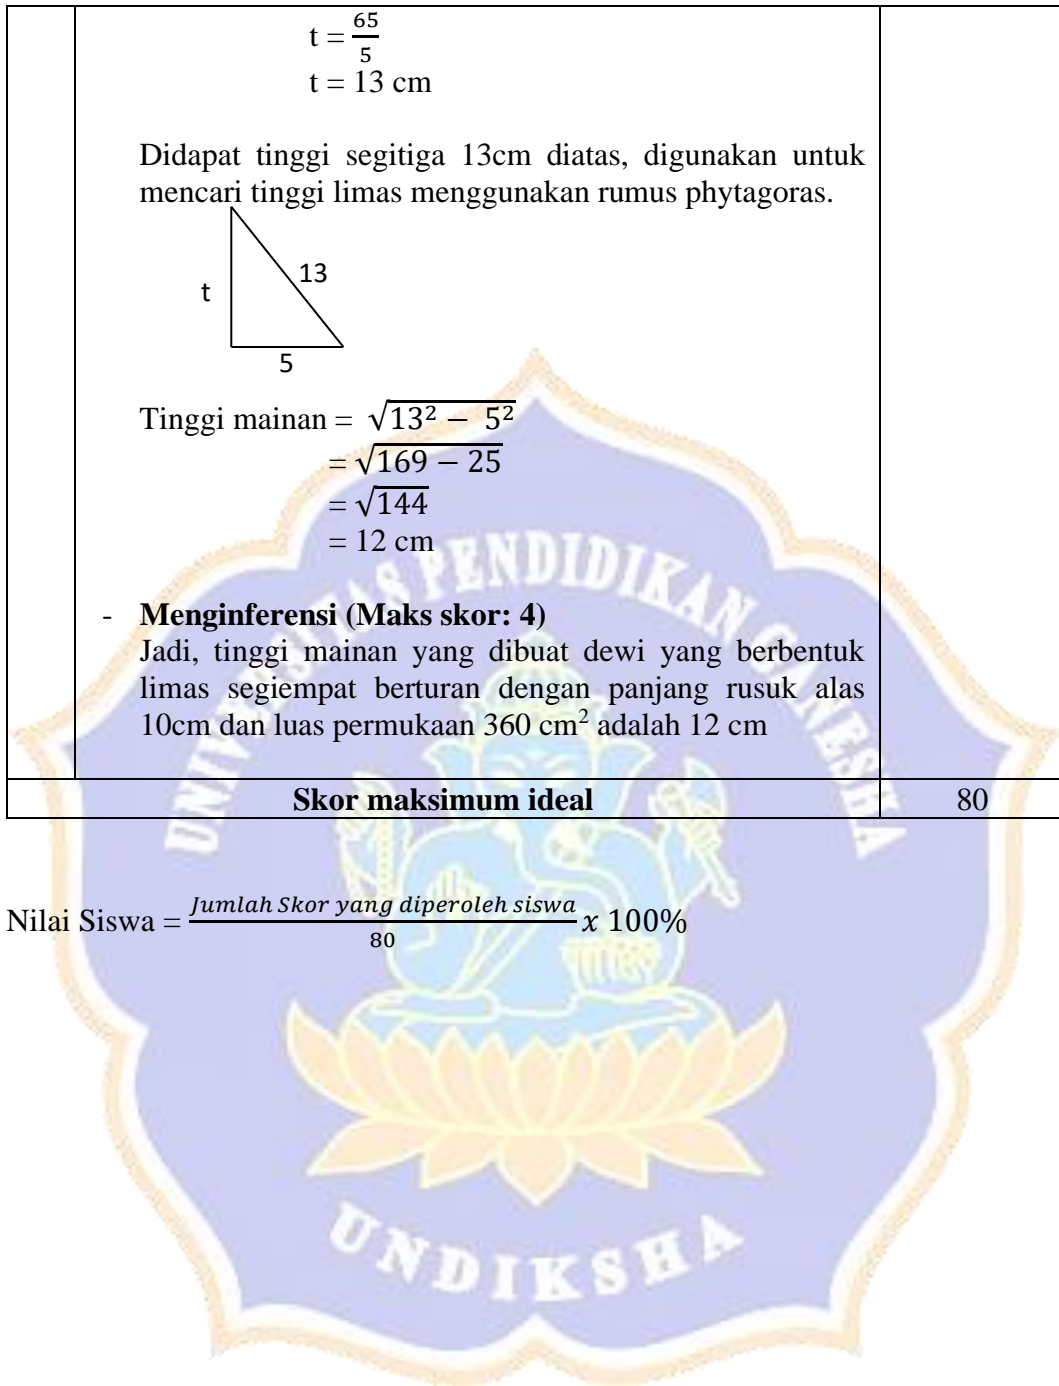 t = 65/5
t = 13 cm
Didapat tinggi segitiga 13cm diatas, digunakan untuk
mencari tinggi limas menggunakan rumus phytagoras.
t
13
5
Tinggi mainan = √13² − 5²
= √169 − 25
= √144
= 12 cm
- Menginferensi (Maks skor: 4)
Jadi, tinggi mainan yang dibuat dewi yang berbentuk
limas segiempat berturan dengan panjang rusuk alas
10cm dan luas permukaan 360 cm² adalah 12 cm
Skor maksimum ideal 80
Nilai Siswa = Jumlah Skor yang diperoleh siswa/80 x 100%
UNIVERSITAS PENDIDIKAN GANESHA
UNDIKSHA